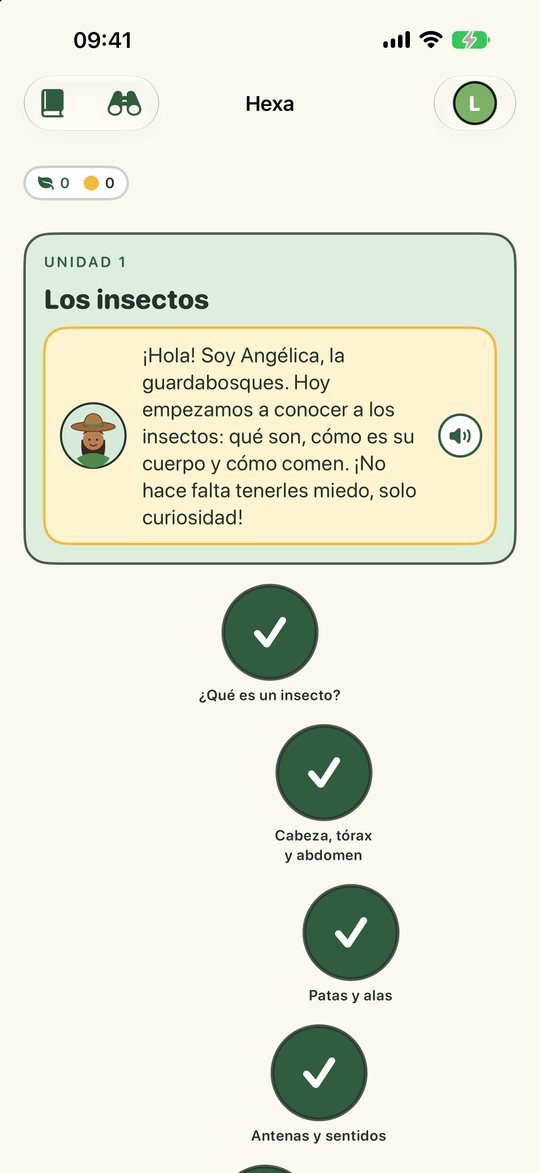 09:41
Hexa
L
0 0
UNIDAD 1
Los insectos
¡Hola! Soy Angélica, la
guardabosques. Hoy
empezamos a conocer a los
insectos: qué son, cómo es su
cuerpo y cómo comen. ¡No
hace falta tenerles miedo, solo
curiosidad!
¿Qué es un insecto?
Cabeza, tórax
y abdomen
Patas y alas
Antenas y sentidos